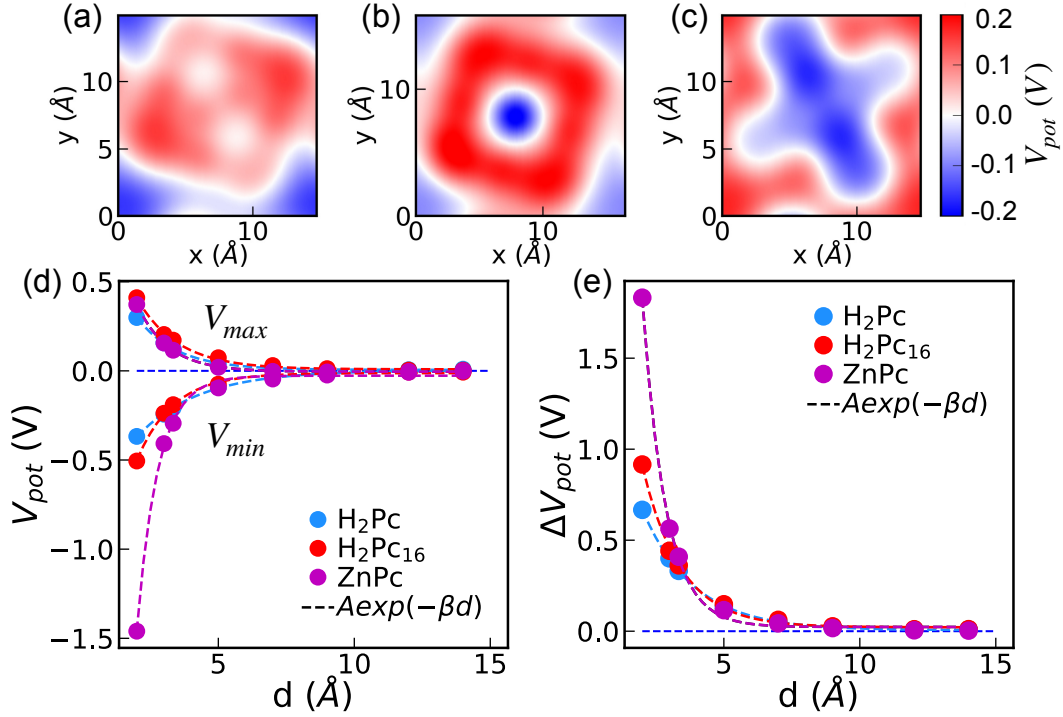 (a)
y (Å)
10
5
0
0
10
x (Å)
(b)
y (Å)
10
5
0
0
10
x (Å)
(c)
y (Å)
10
5
0
0
10
x (Å)
0.2
0.1
0.0
-0.1
-0.2
V_pot (V)
(d)
V_pot (V)
0.5
0.0
−0.5
−1.0
−1.5
V_max
V_min
H₂Pc
H₂Pc₁₆
ZnPc
Aexp(−βd)
5
10
15
d (Å)
(e)
ΔV_pot (V)
1.5
1.0
0.5
0.0
H₂Pc
H₂Pc₁₆
ZnPc
Aexp(−βd)
5
10
15
d (Å)